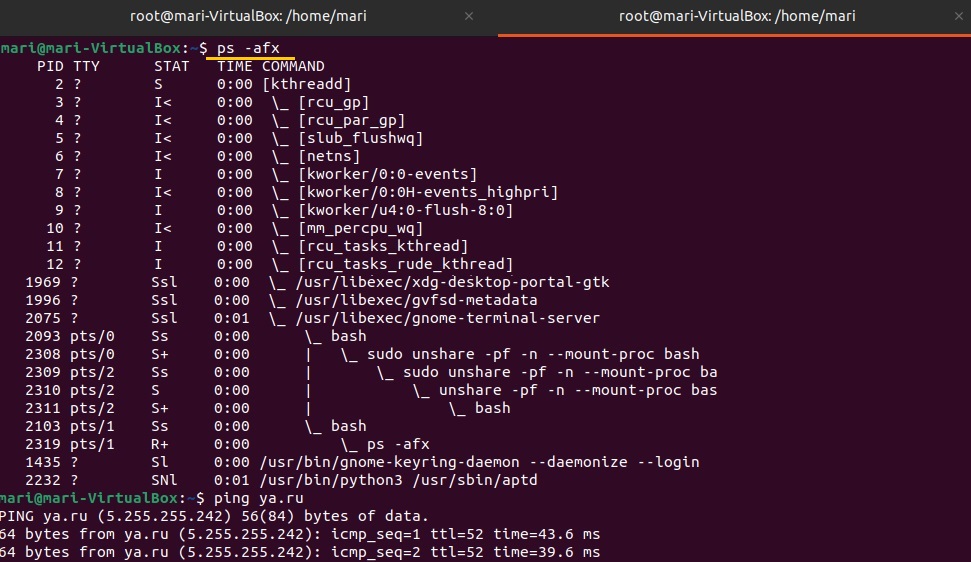 root@mari-VirtualBox: /home/mari × root@mari-VirtualBox: /home/mari ×
mari@mari-VirtualBox:~$ ps -afx
    PID TTY      STAT   TIME COMMAND
      2 ?        S      0:00 [kthreadd]
      3 ?        I<     0:00  \_ [rcu_gp]
      4 ?        I<     0:00  \_ [rcu_par_gp]
      5 ?        I<     0:00  \_ [slub_flushwq]
      6 ?        I<     0:00  \_ [netns]
      7 ?        I      0:00  \_ [kworker/0:0-events]
      8 ?        I<     0:00  \_ [kworker/0:0H-events_highpri]
      9 ?        I      0:00  \_ [kworker/u4:0-flush-8:0]
     10 ?        I<     0:00  \_ [mm_percpu_wq]
     11 ?        I      0:00  \_ [rcu_tasks_kthread]
     12 ?        I      0:00  \_ [rcu_tasks_rude_kthread]
   1969 ?        Ssl    0:00  \_ /usr/libexec/xdg-desktop-portal-gtk
   1996 ?        Ssl    0:00  \_ /usr/libexec/gvfsd-metadata
   2075 ?        Ssl    0:01  \_ /usr/libexec/gnome-terminal-server
   2093 pts/0    Ss     0:00      \_ bash
   2308 pts/0    S+     0:00      |   \_ sudo unshare -pf -n --mount-proc bash
   2309 pts/2    Ss     0:00      |       \_ sudo unshare -pf -n --mount-proc ba
   2310 pts/2    S      0:00      |           \_ unshare -pf -n --mount-proc bas
   2311 pts/2    S+     0:00      |               \_ bash
   2103 pts/1    Ss     0:00      \_ bash
   2319 pts/1    R+     0:00          \_ ps -afx
   1435 ?        Sl     0:00 /usr/bin/gnome-keyring-daemon --daemonize --login
   2232 ?        SNl    0:01 /usr/bin/python3 /usr/sbin/aptd
mari@mari-VirtualBox:~$ ping ya.ru
PING ya.ru (5.255.255.242) 56(84) bytes of data.
64 bytes from ya.ru (5.255.255.242): icmp_seq=1 ttl=52 time=43.6 ms
64 bytes from ya.ru (5.255.255.242): icmp_seq=2 ttl=52 time=39.6 ms